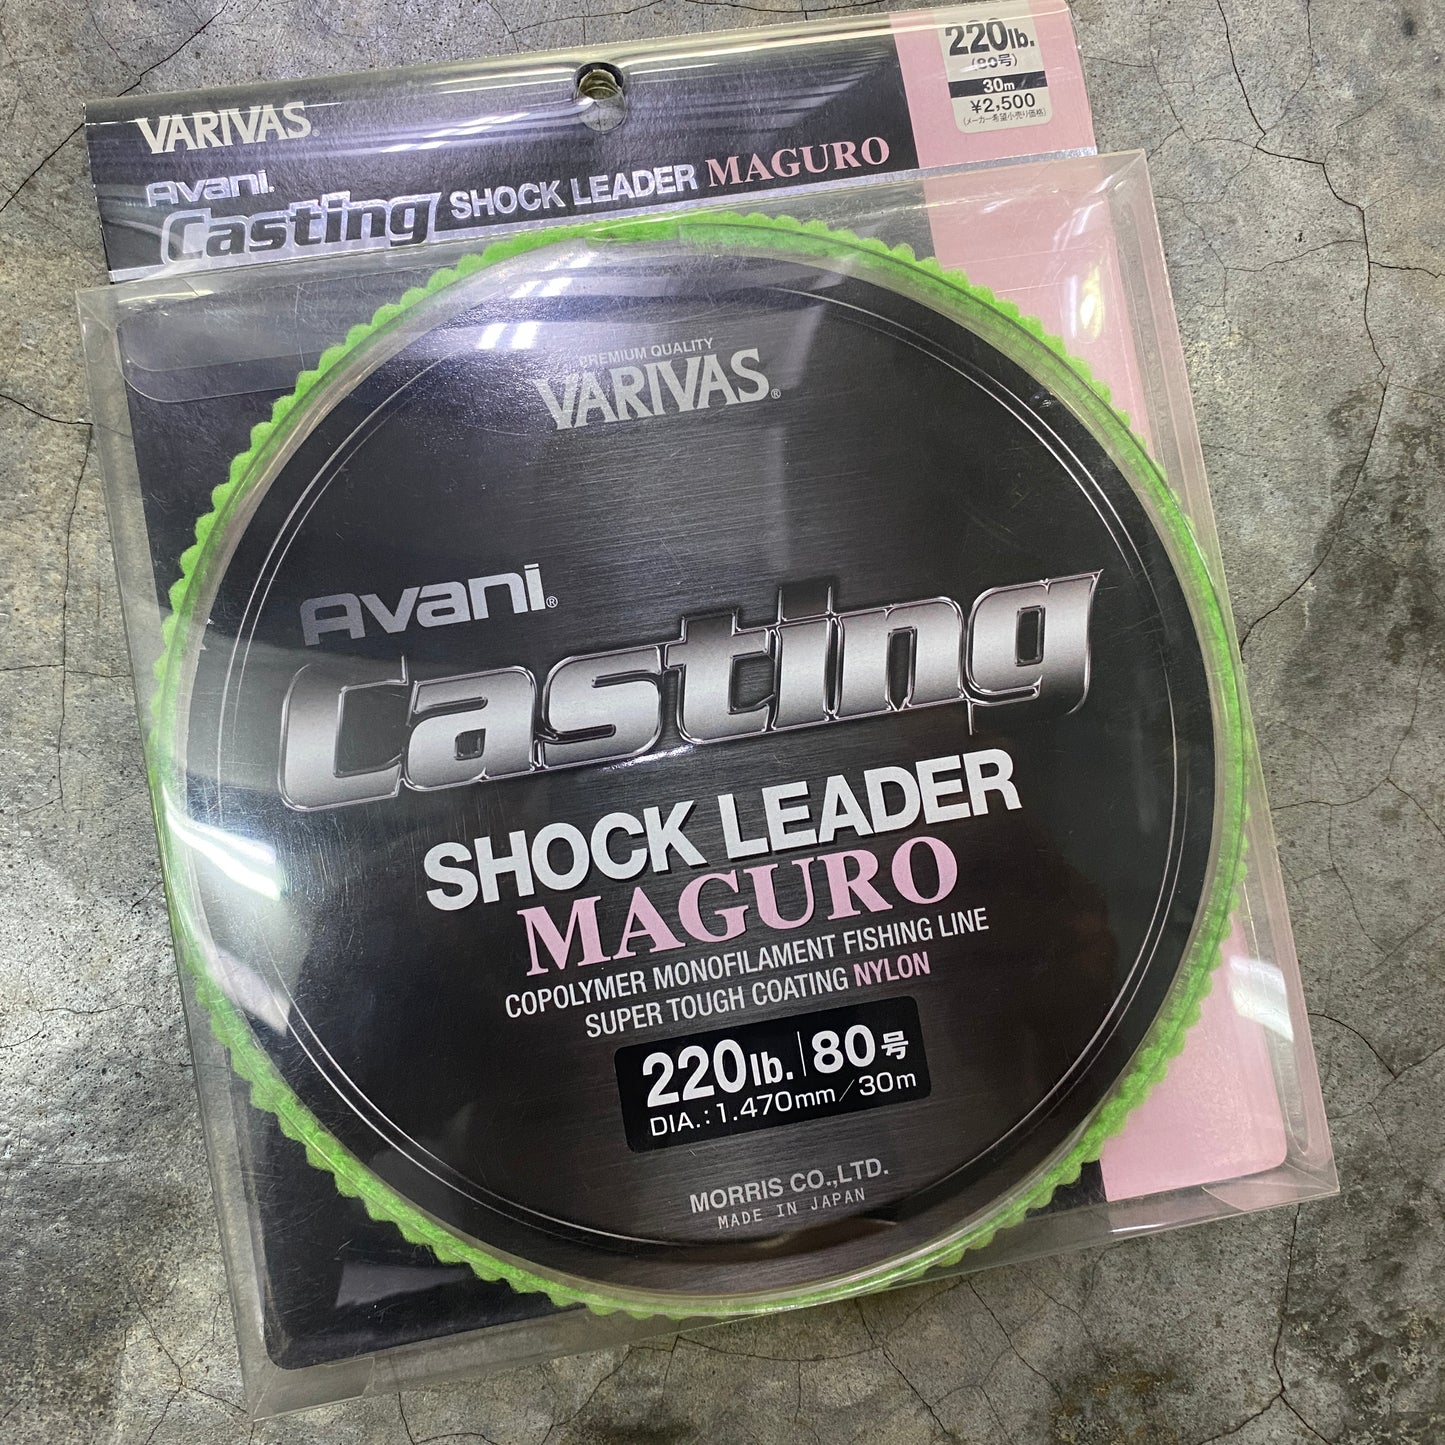 VARIVAS®
Avani®
Casting SHOCK LEADER MAGURO
220lb.
(80号)
30m
¥2,500
(メーカー希望小売り価格)
PREMIUM QUALITY
VARIVAS®
Avani®
Casting
SHOCK LEADER
MAGURO
COPOLYMER MONOFILAMENT FISHING LINE
SUPER TOUGH COATING NYLON
220lb. 80号
DIA.:1.470mm/30m
MORRIS CO.,LTD.
MADE IN JAPAN